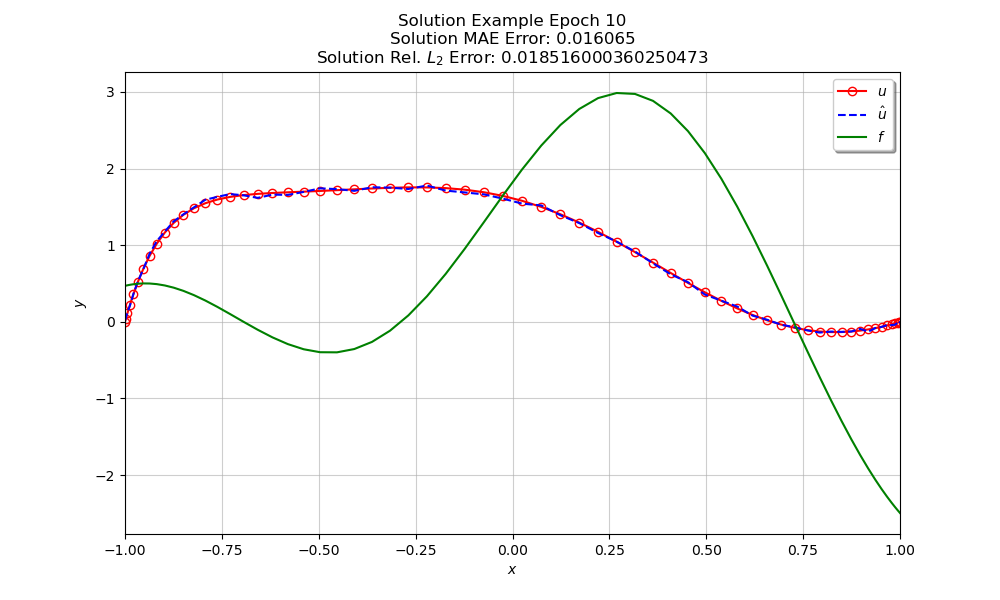 Solution Example Epoch 10
Solution MAE Error: 0.016065
Solution Rel. $L_2$ Error: 0.018516000360250473
u
û
f
3
2
1
0
−1
−2
y
−1.00 −0.75 −0.50 −0.25 0.00 0.25 0.50 0.75 1.00
x